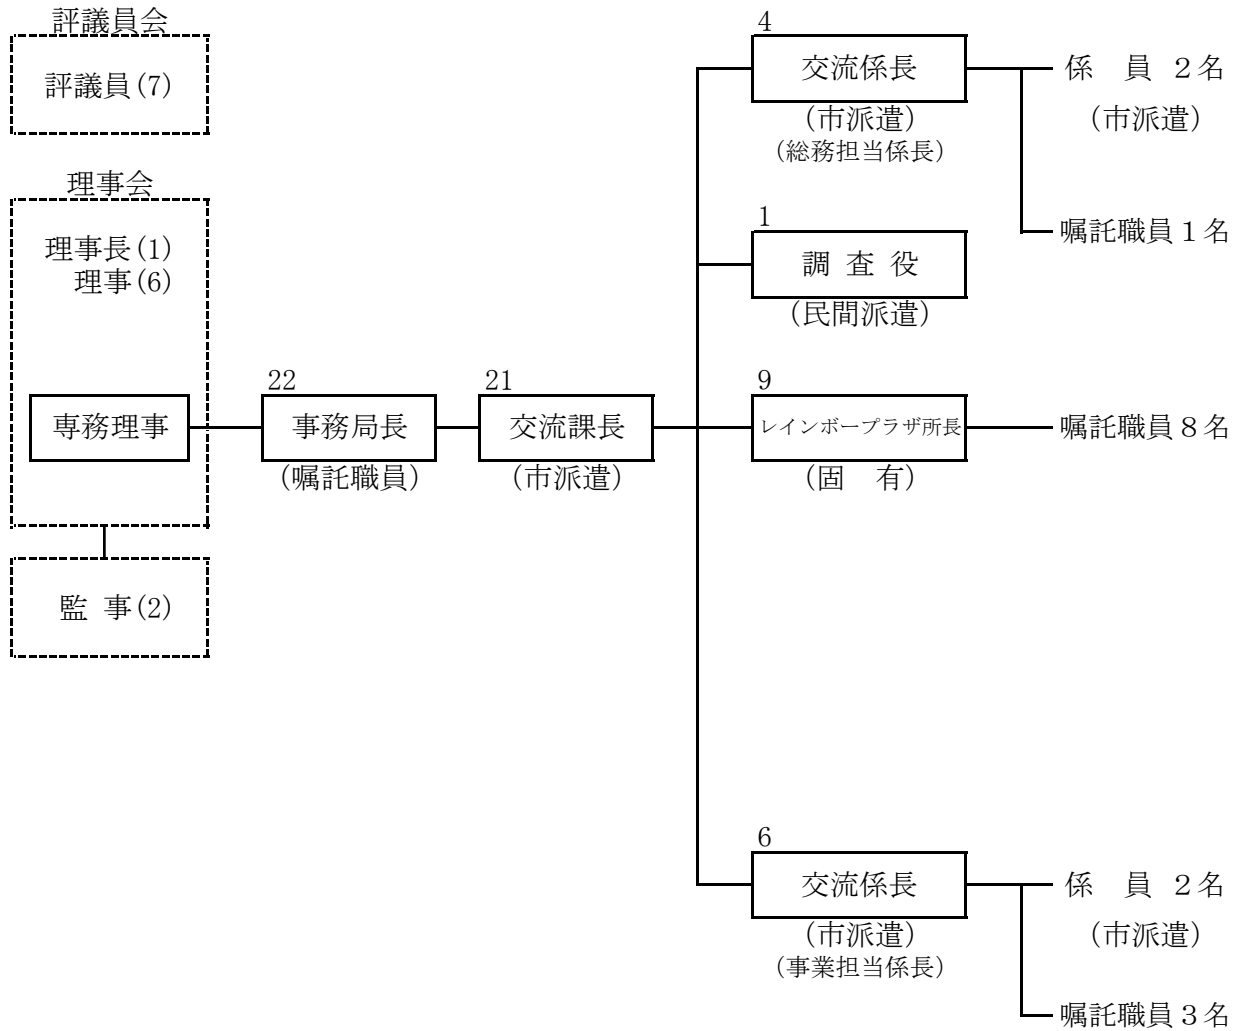 評議員会
評議員(7)
理事会
理事長(1)
理事(6)
専務理事
監 事(2)
22
事務局長
(嘱託職員)
21
交流課長
(市派遣)
4
交流係長
(市派遣)
(総務担当係長)
係 員 2名
(市派遣)
嘱託職員1名
1
調 査 役
(民間派遣)
9
レインボープラザ所長
(固 有)
嘱託職員8名
6
交流係長
(市派遣)
(事業担当係長)
係 員 2名
(市派遣)
嘱託職員3名